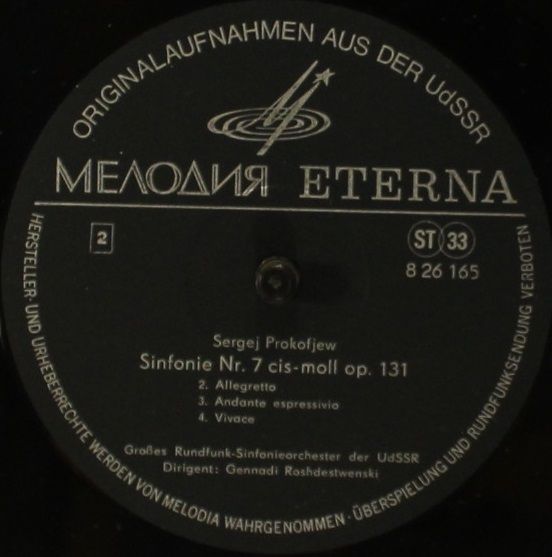 ORIGINALAUFNAHMEN AUS DER UdSSR
МЕЛОДИЯ ETERNA
2
ST 33
8 26 165
Sergej Prokofjew
Sinfonie Nr. 7 cis-moll op. 131
2. Allegretto
3. Andante espressivio
4. Vivace
Großes Rundfunk-Sinfonieorchester der UdSSR
Dirigent: Gennadi Roshdestwenski
HERSTELLER- UND URHEBERRECHTE WERDEN VON MELODIA WAHRGENOMMEN · ÜBERSPIELUNG UND RUNDFUNKSENDUNG VERBOTEN